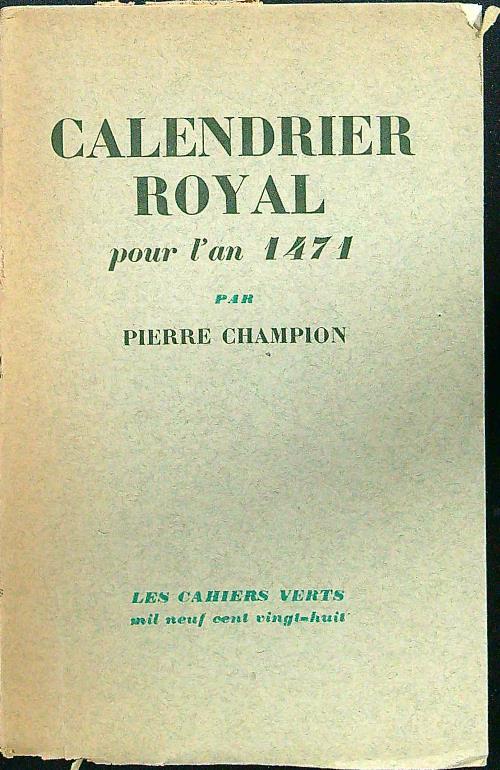 CALENDRIER
ROYAL
pour l'an 1471
PAR
PIERRE CHAMPION
LES CAHIERS VERTS
mil neuf cent vingt-huit